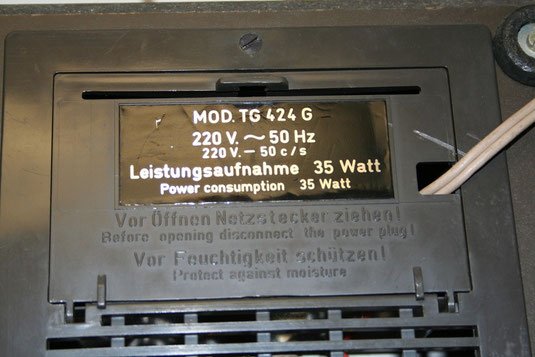 MOD. TG 424 G
220 V. ~ 50 Hz
220 V. – 50 c/s
Leistungsaufnahme 35 Watt
Power consumption 35 Watt
Vor Öffnen Netzstecker ziehen!
Before opening disconnect the power plug!
Vor Feuchtigkeit schützen!
Protect against moisture